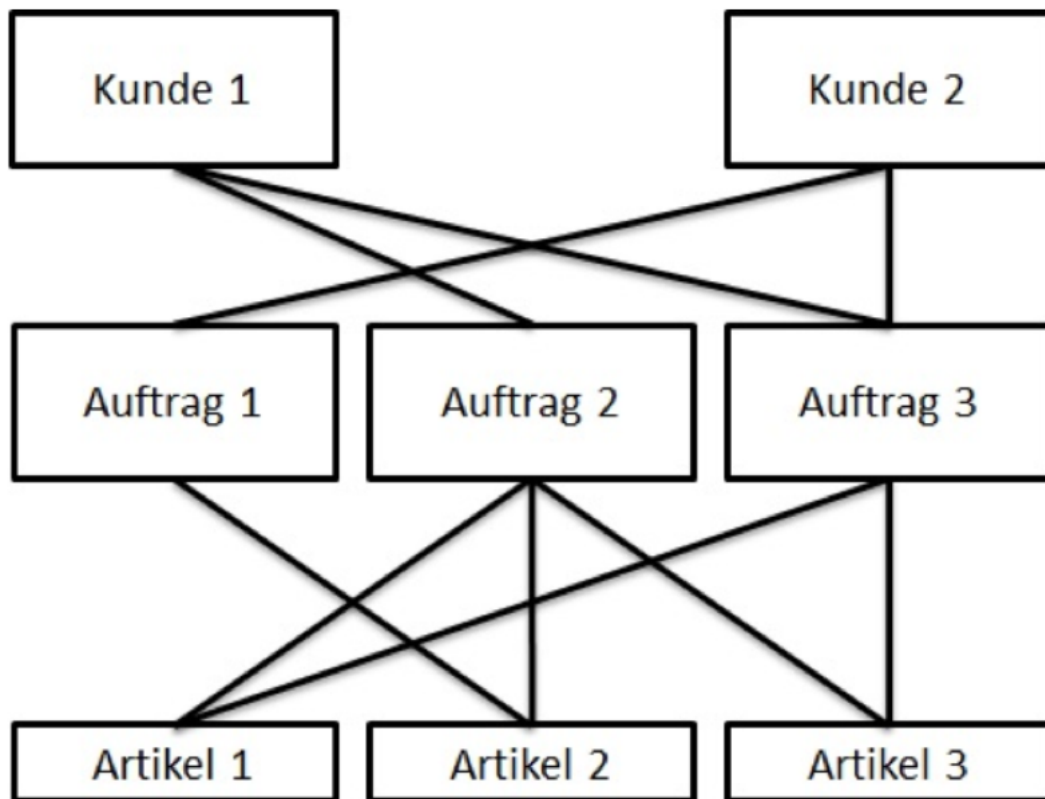 Kunde 1
Kunde 2
Auftrag 1
Auftrag 2
Auftrag 3
Artikel 1
Artikel 2
Artikel 3